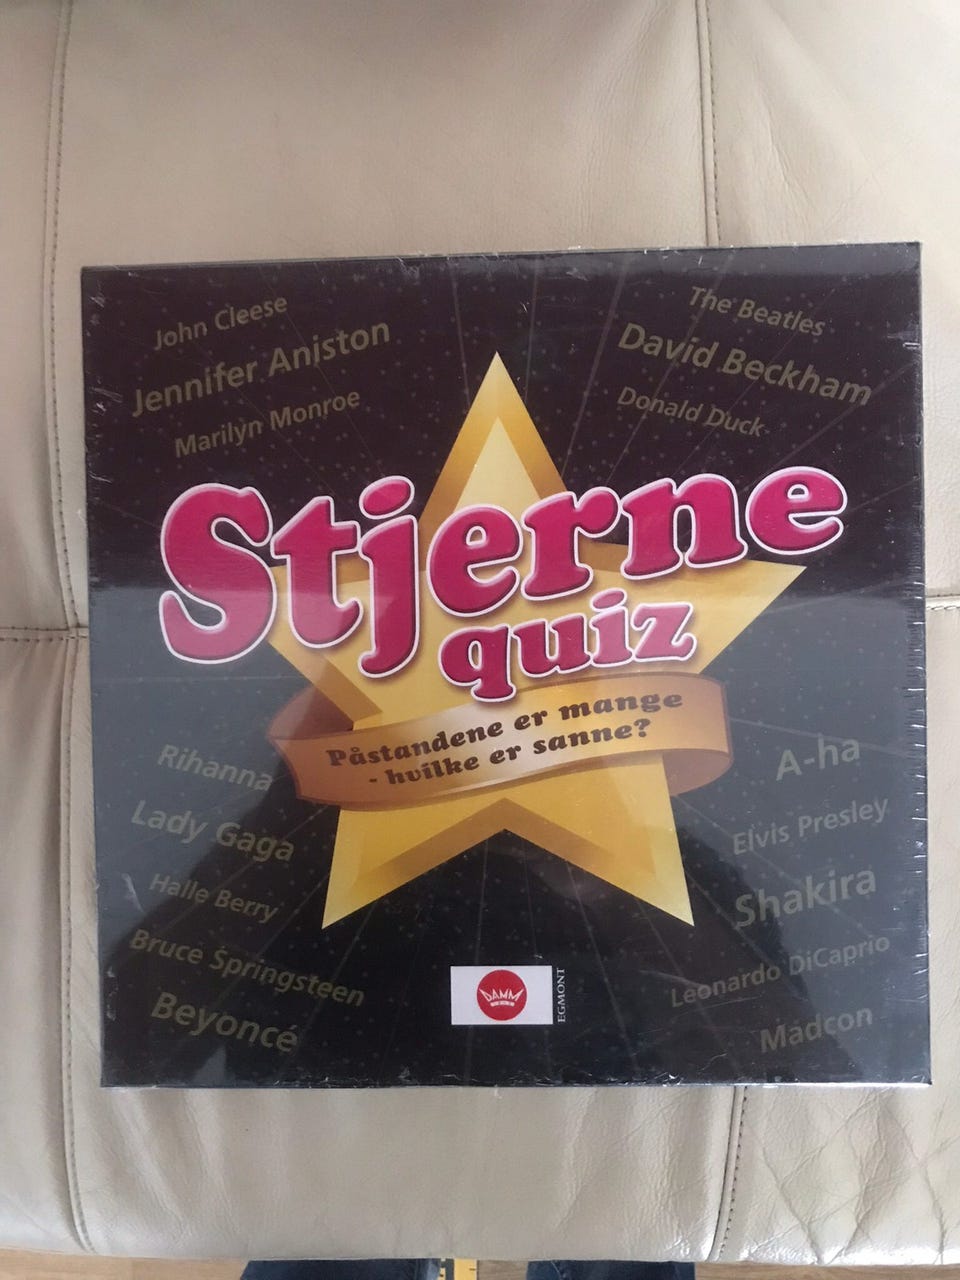 John Cleese
Jennifer Aniston
Marilyn Monroe
The Beatles
David Beckham
Donald Duck
Stjerne
quiz
Påstandene er mange
- hvilke er sanne?
Rihanna
Lady Gaga
Halle Berry
Bruce Springsteen
Beyoncé
A-ha
Elvis Presley
Shakira
Leonardo DiCaprio
Madcon
DAMM
EGMONT